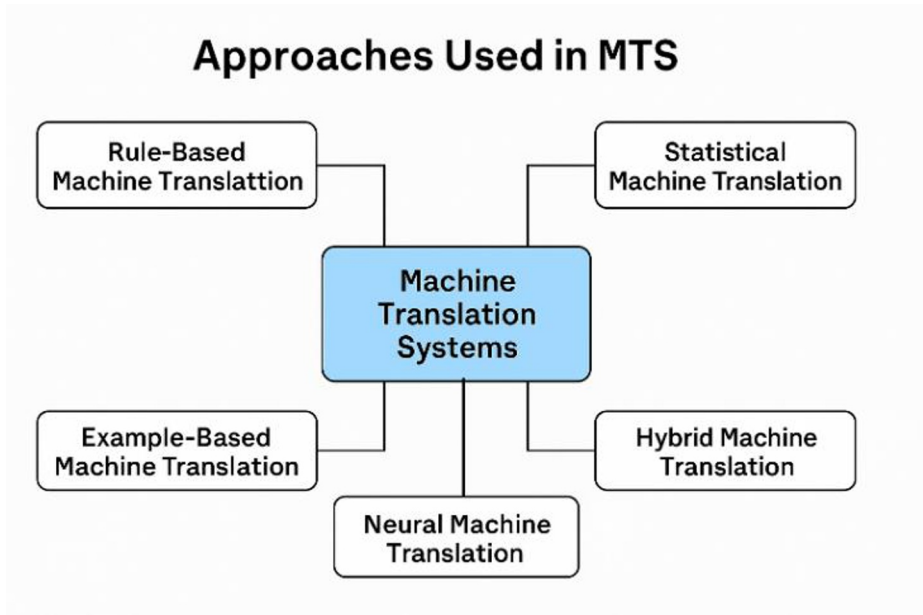 Approaches Used in MTS
Rule-Based
Machine Translattion
Statistical
Machine Translation
Machine
Translation
Systems
Example-Based
Machine Translation
Hybrid Machine
Translation
Neural Machine
Translation